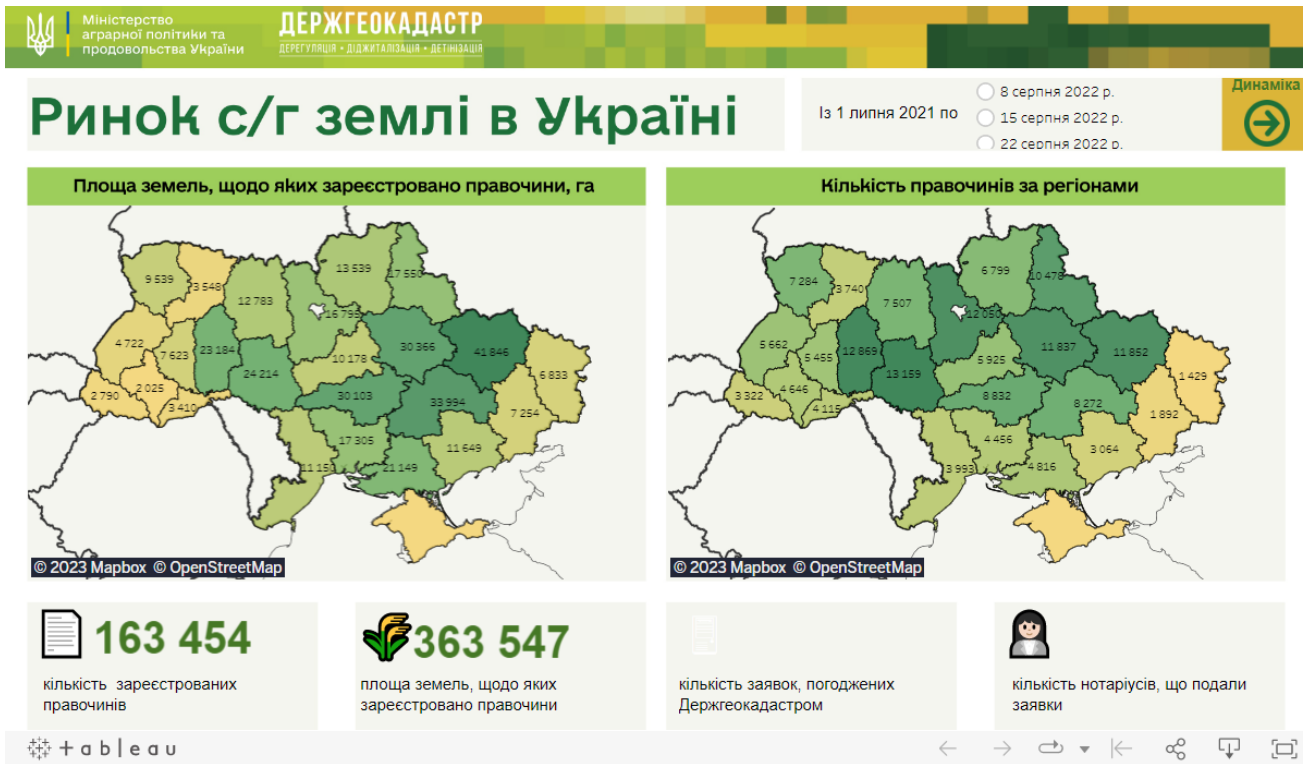 Міністерство
аграрної політики та
продовольства України
ДЕРЖГЕОКАДАСТР
ДЕРЕГУЛЯЦІЯ • ДІДЖИТАЛІЗАЦІЯ • ДЕТІНІЗАЦІЯ
Ринок с/г землі в Україні
Із 1 липня 2021 по
8 серпня 2022 р.
15 серпня 2022 р.
22 серпня 2022 р.
Динаміка
Площа земель, щодо яких зареєстровано правочини, га
9 539
3 548
12 783
13 539
17 550
16 795
4 722
7 623
23 184
24 214
10 178
30 366
41 846
6 833
2 790
2 025
3 410
30 103
33 994
7 254
17 305
11 649
11 150
21 149
© 2023 Mapbox © OpenStreetMap
Кількість правочинів за регіонами
7 284
3 740
7 507
6 799
10 478
12 050
5 662
5 455
12 869
13 159
5 925
11 837
11 852
1 429
3 322
4 646
4 115
8 832
8 272
1 892
4 456
3 064
3 993
4 816
© 2023 Mapbox © OpenStreetMap
163 454
кількість зареєстрованих
правочинів
363 547
площа земель, щодо яких
зареєстровано правочини
кількість заявок, погоджених
Держгеокадастром
кількість нотаріусів, що подали
заявки
+ableau